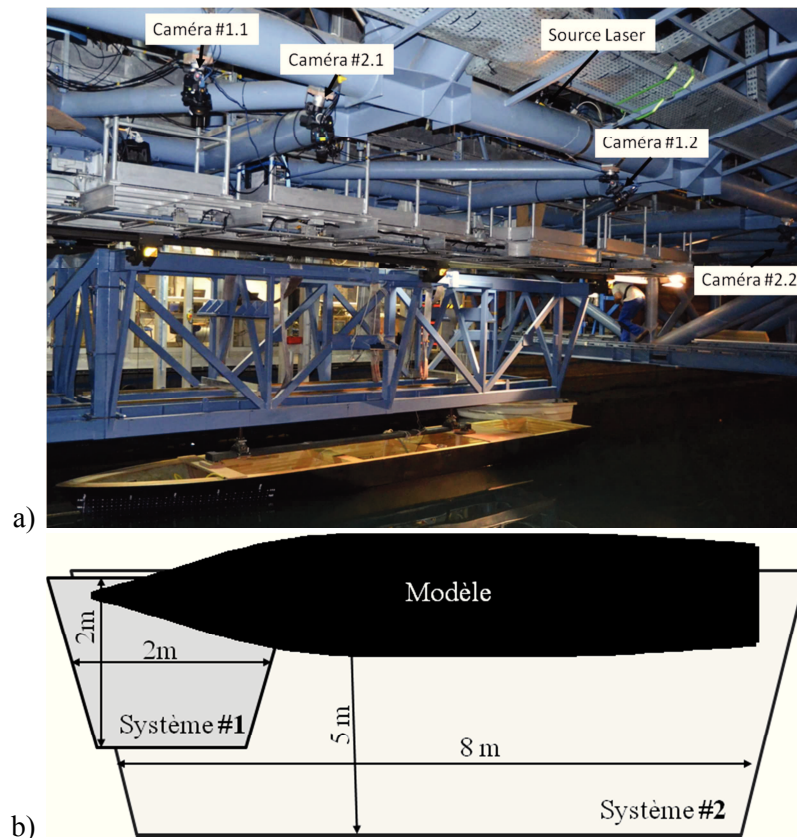 Caméra #1.1
Caméra #2.1
Source Laser
Caméra #1.2
Caméra #2.2
a)
Modèle
2m
2m
Système #1
5 m
8 m
Système #2
b)